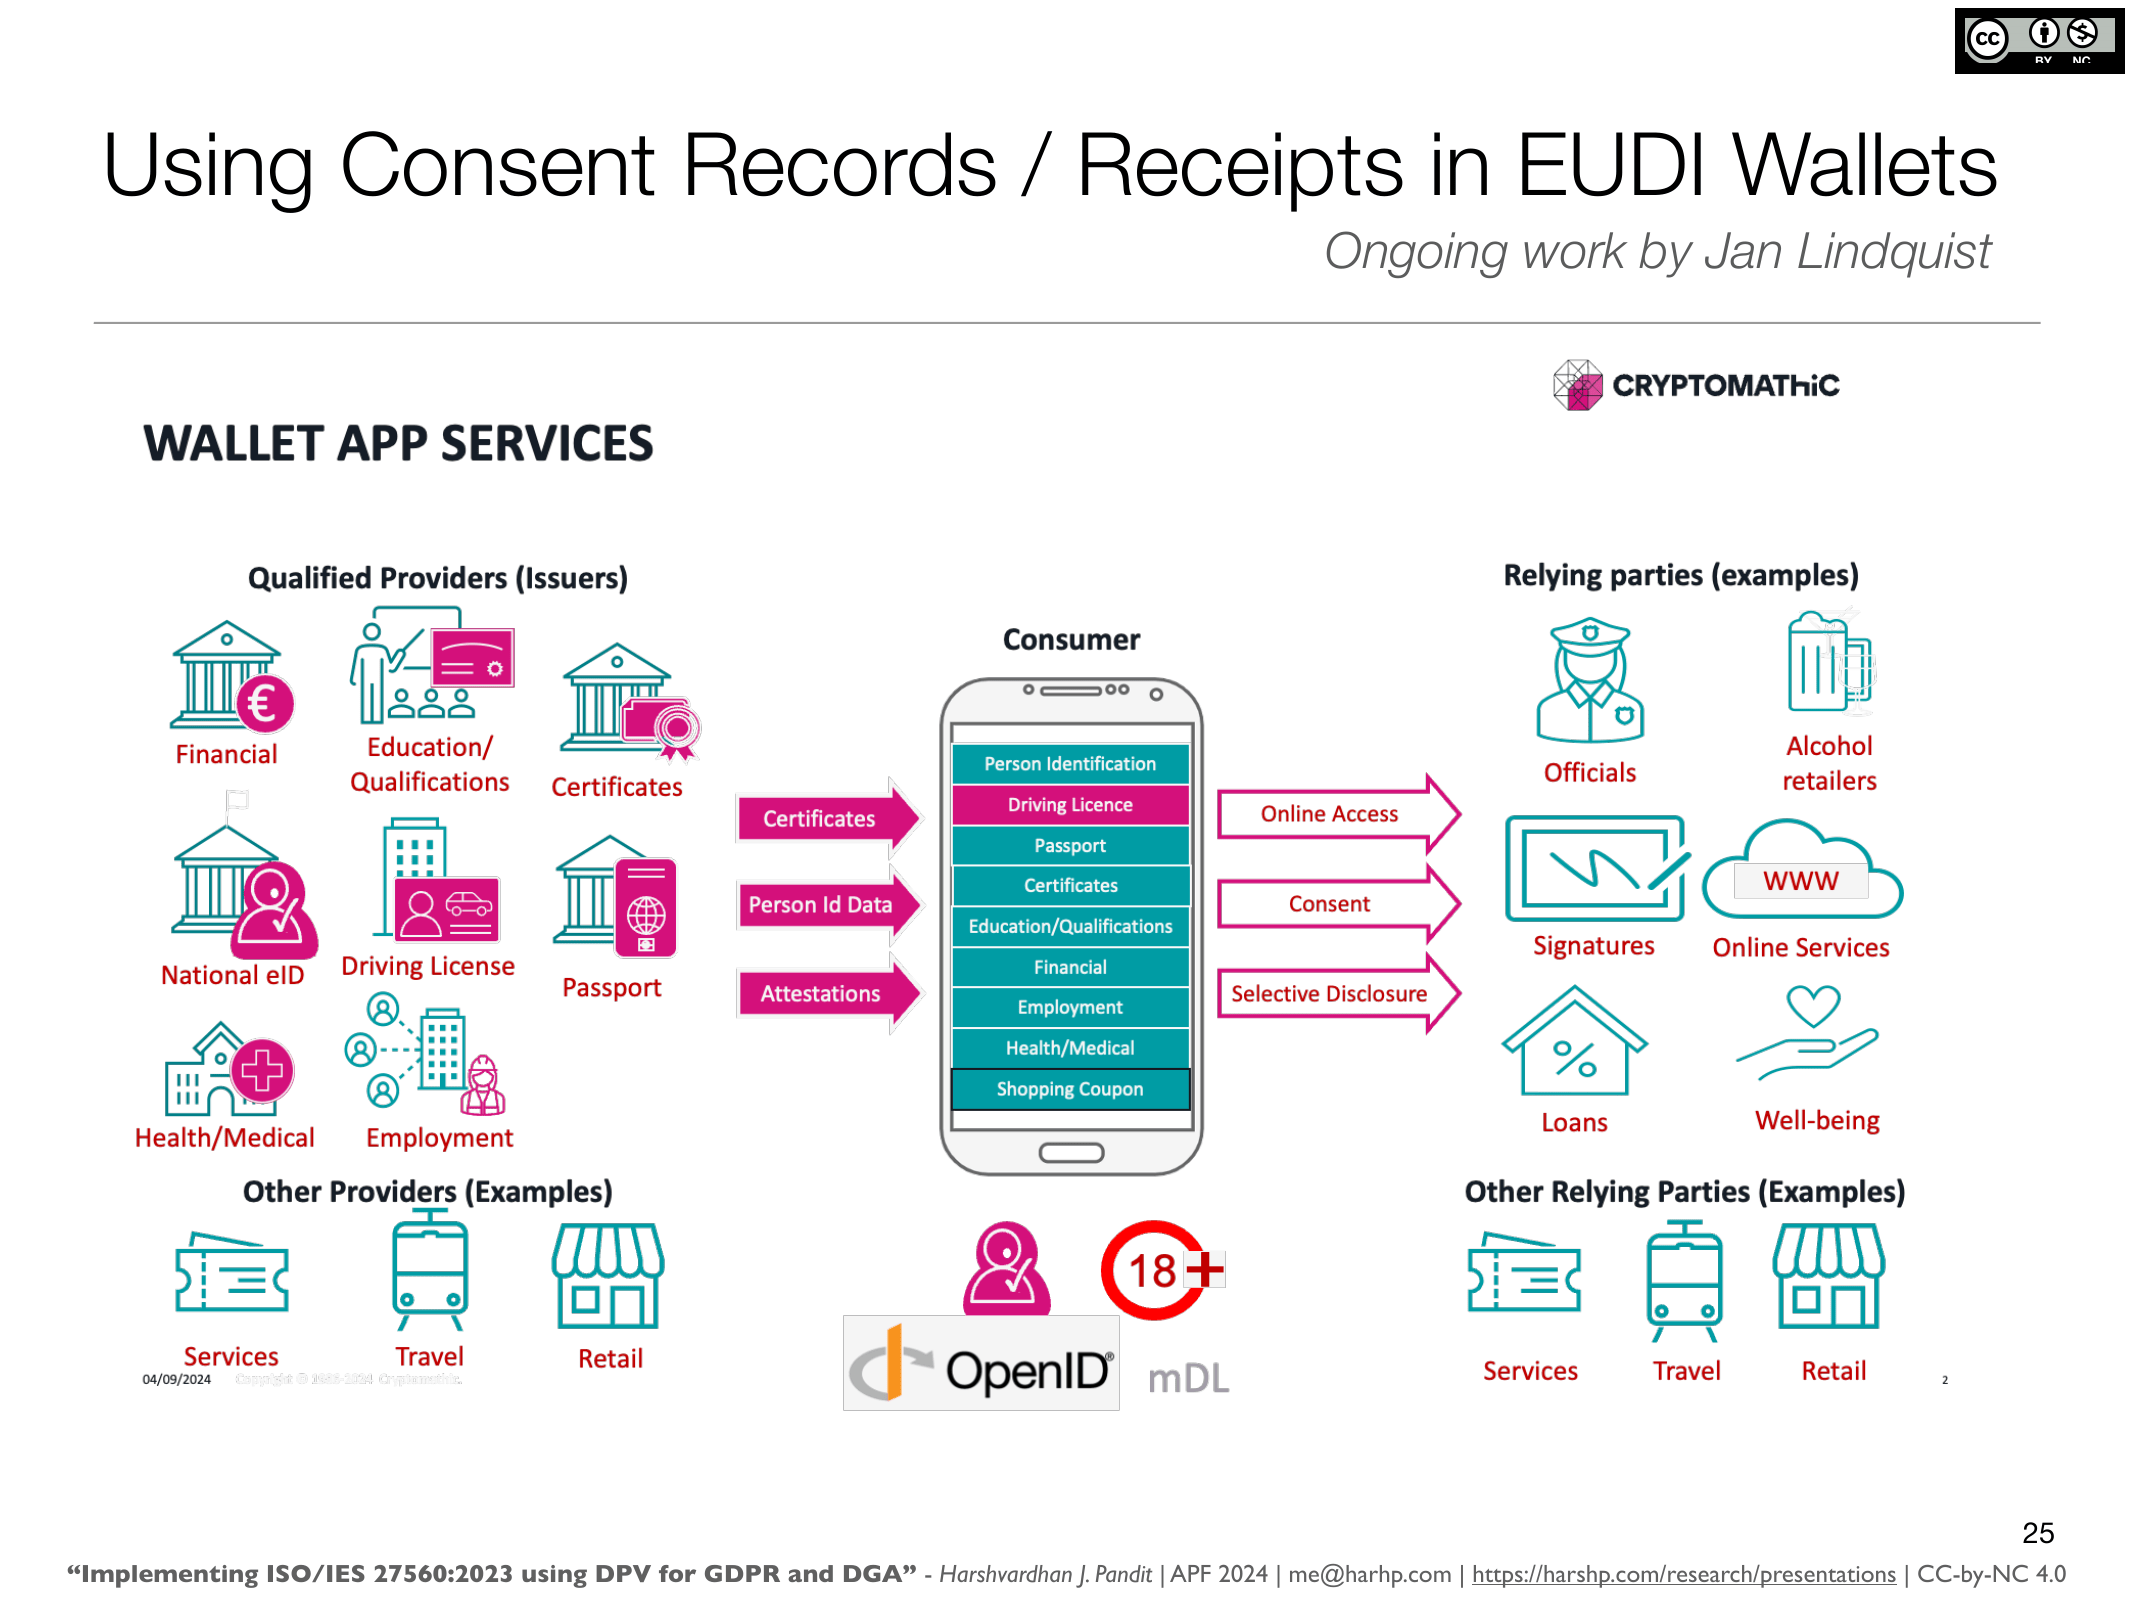 CC BY NC
Using Consent Records / Receipts in EUDI Wallets
Ongoing work by Jan Lindquist
CRYPTOMATHiC
WALLET APP SERVICES
Qualified Providers (Issuers)
Financial
Education/
Qualifications
Certificates
National eID
Driving License
Passport
Health/Medical
Employment
Other Providers (Examples)
Services
Travel
Retail
04/09/2024 Copyright © 1986-2024 Cryptomathic.
Certificates
Person Id Data
Attestations
Consumer
Person Identification
Driving Licence
Passport
Certificates
Education/Qualifications
Financial
Employment
Health/Medical
Shopping Coupon
18+
OpenID®
mDL
Online Access
Consent
Selective Disclosure
Relying parties (examples)
Officials
Alcohol
retailers
Signatures
WWW
Online Services
Loans
%
Well-being
Other Relying Parties (Examples)
Services
Travel
Retail
2
25
“Implementing ISO/IES 27560:2023 using DPV for GDPR and DGA” - Harshvardhan J. Pandit | APF 2024 | me@harhp.com | https://harshp.com/research/presentations | CC-by-NC 4.0